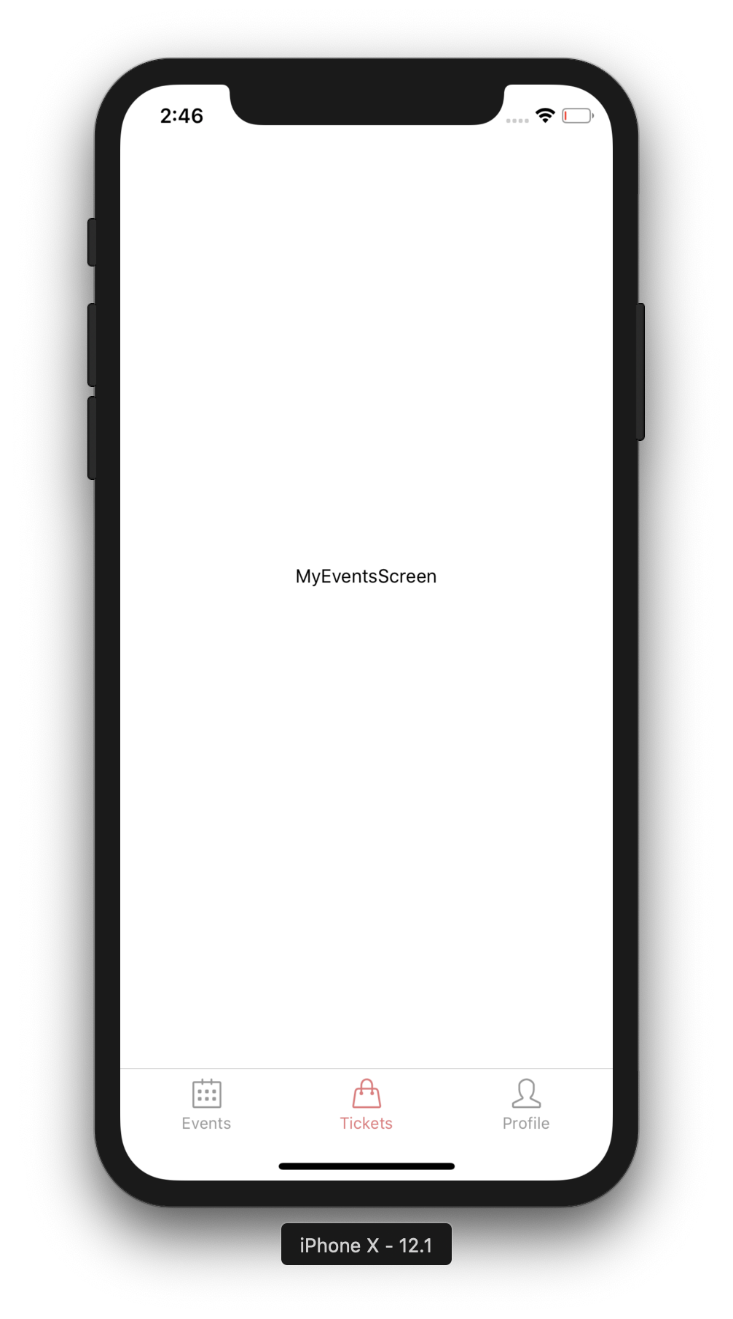 2:46
MyEventsScreen
Events Tickets Profile
iPhone X - 12.1